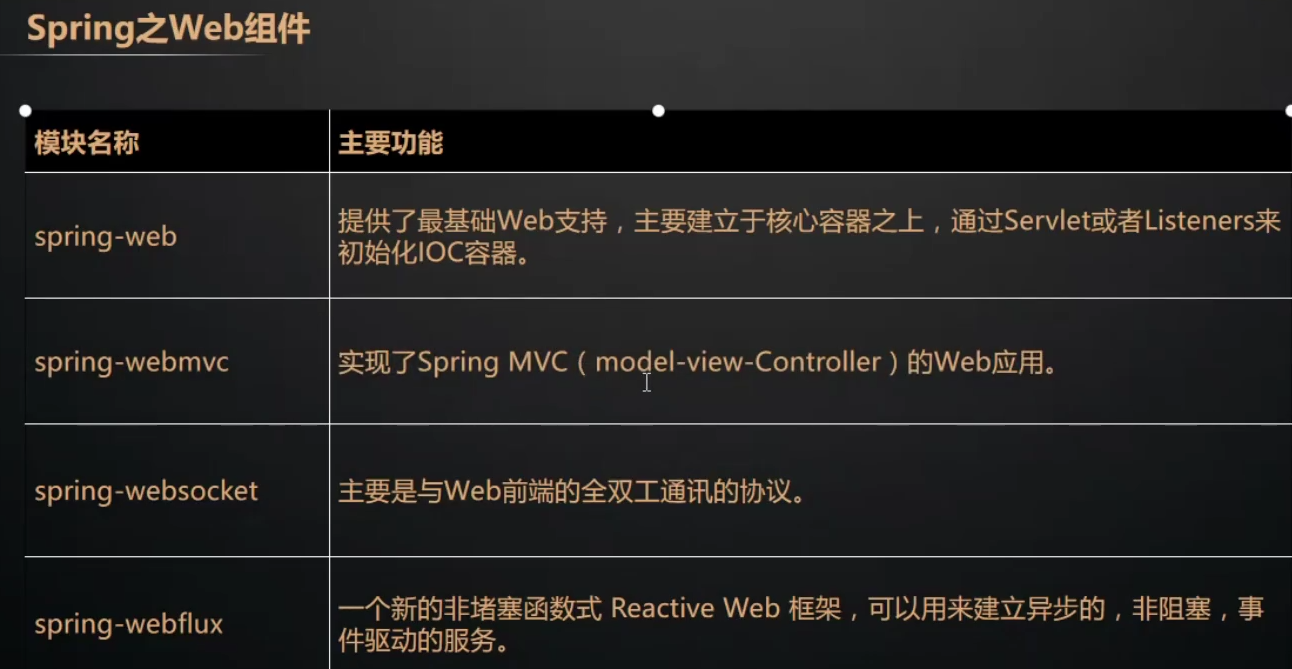 Spring之Web组件
模块名称
主要功能
spring-web
提供了最基础Web支持，主要建立于核心容器之上，通过Servlet或者Listeners来
初始化IOC容器。
spring-webmvc
实现了Spring MVC（model-view-Controller）的Web应用。
spring-websocket
主要是与Web前端的全双工通讯的协议。
spring-webflux
一个新的非堵塞函数式 Reactive Web 框架，可以用来建立异步的，非阻塞，事
件驱动的服务。